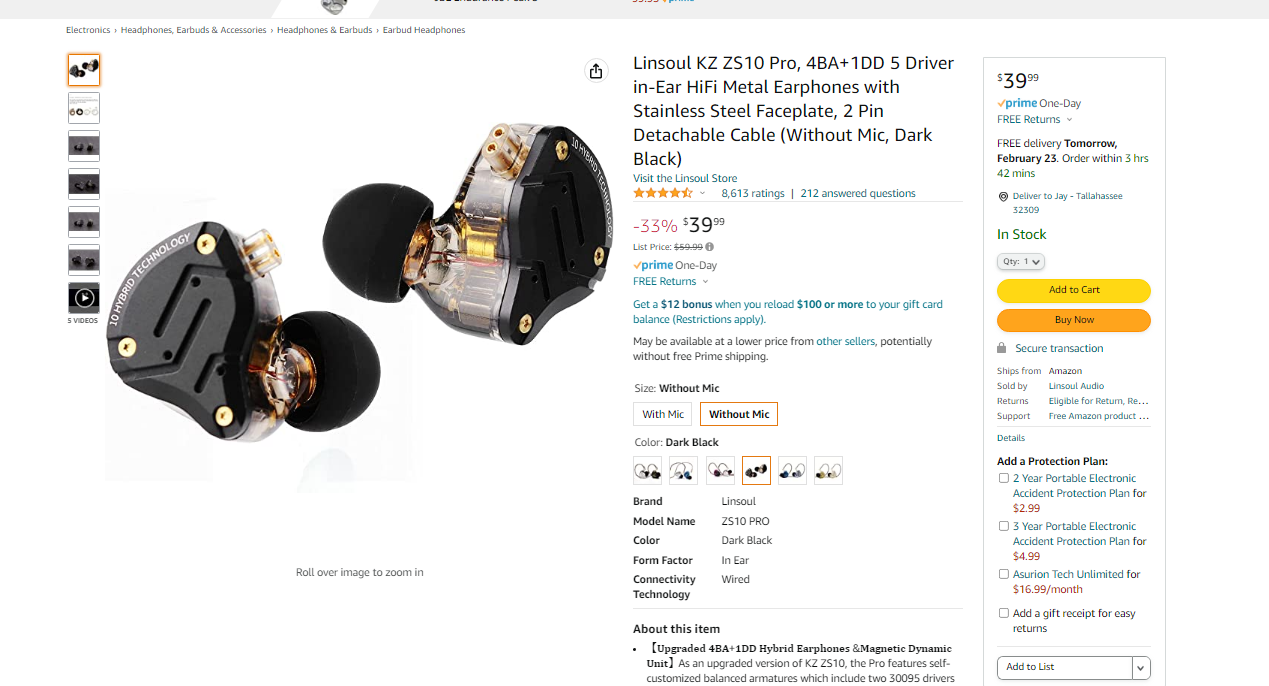 Electronics › Headphones, Earbuds & Accessories › Headphones & Earbuds › Earbud Headphones
5 VIDEOS
10 HYBRID TECHNOLOGY
10 HYBRID TECHNOLOGY
Roll over image to zoom in
Linsoul KZ ZS10 Pro, 4BA+1DD 5 Driver
in-Ear HiFi Metal Earphones with
Stainless Steel Faceplate, 2 Pin
Detachable Cable (Without Mic, Dark
Black)
Visit the Linsoul Store
8,613 ratings | 212 answered questions
-33% $39 99
List Price: $59.99
prime One-Day
FREE Returns
Get a $12 bonus when you reload $100 or more to your gift card
balance (Restrictions apply).
May be available at a lower price from other sellers, potentially
without free Prime shipping.
Size: Without Mic
With Mic Without Mic
Color: Dark Black
Brand Linsoul
Model Name ZS10 PRO
Color Dark Black
Form Factor In Ear
Connectivity Wired
Technology
About this item
• 【Upgraded 4BA+1DD Hybrid Earphones &Magnetic Dynamic
Unit】As an upgraded version of KZ ZS10, the Pro features self-
customized balanced armatures which include two 30095 drivers
$39 99
prime One-Day
FREE Returns
FREE delivery Tomorrow,
February 23. Order within 3 hrs
42 mins
Deliver to Jay - Tallahassee
32309
In Stock
Qty: 1
Add to Cart
Buy Now
Secure transaction
Ships from Amazon
Sold by Linsoul Audio
Returns Eligible for Return, Re...
Support Free Amazon product ...
Details
Add a Protection Plan:
2 Year Portable Electronic
Accident Protection Plan for
$2.99
3 Year Portable Electronic
Accident Protection Plan for
$4.99
Asurion Tech Unlimited for
$16.99/month
Add a gift receipt for easy
returns
Add to List